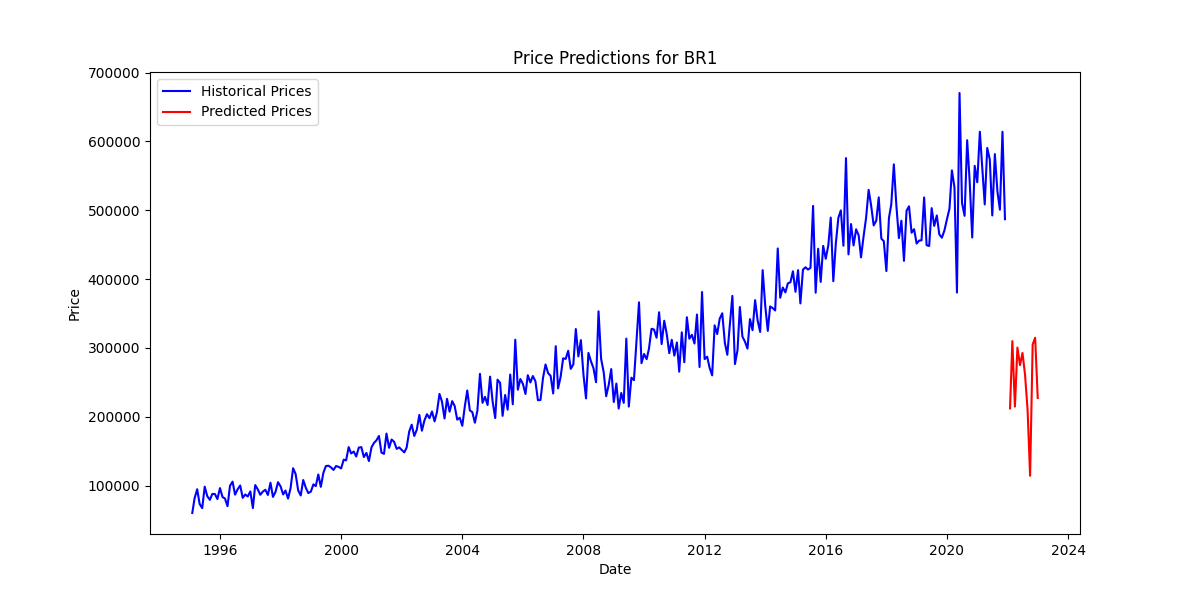 Price Predictions for BR1
Historical Prices
Predicted Prices
700000
600000
500000
400000
300000
200000
100000
Price
1996 2000 2004 2008 2012 2016 2020 2024
Date